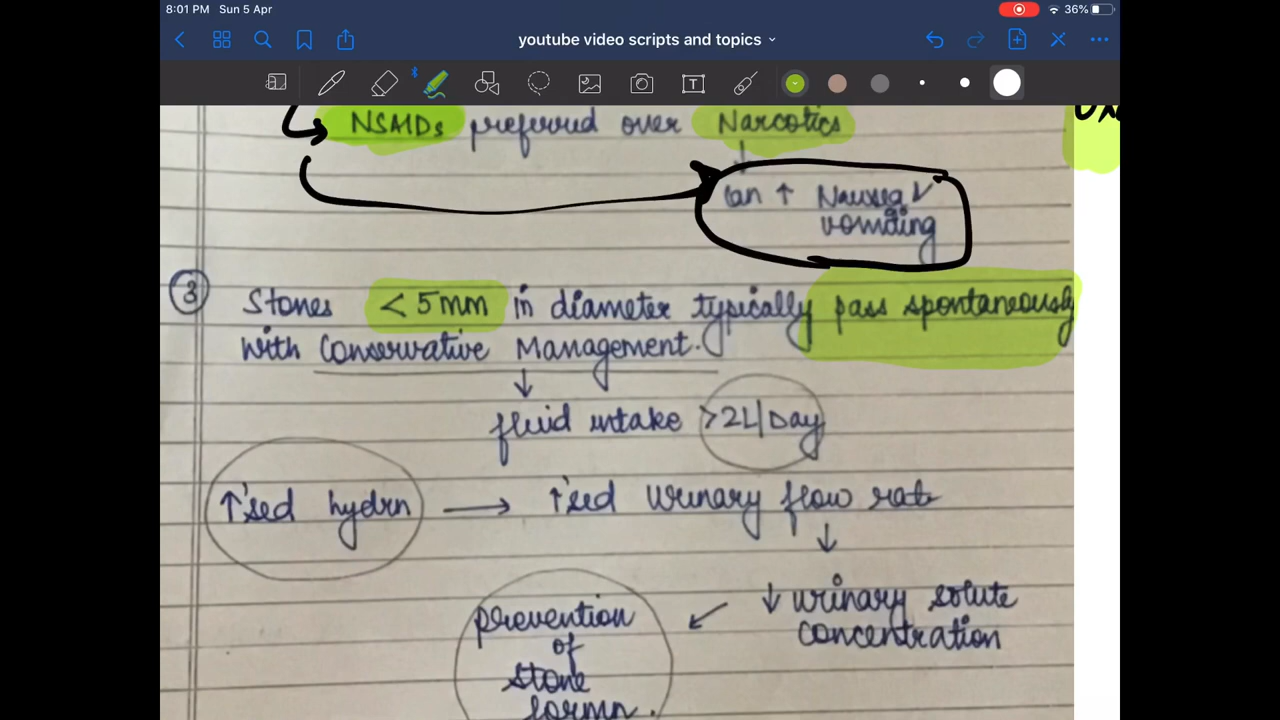 8:01 PM Sun 5 Apr
36%
youtube video scripts and topics
NSAIDs preferred over Narcotics
Can ↑ Nausea &
vomiting
③ Stones < 5mm in diameter typically pass spontaneously
with Conservative Management.
↓
fluid intake >2L/Day
↑'sed hydrn → ↑'sed urinary flow rate
↓
↓ urinary solute
concentration
prevention
of
stone
formn.